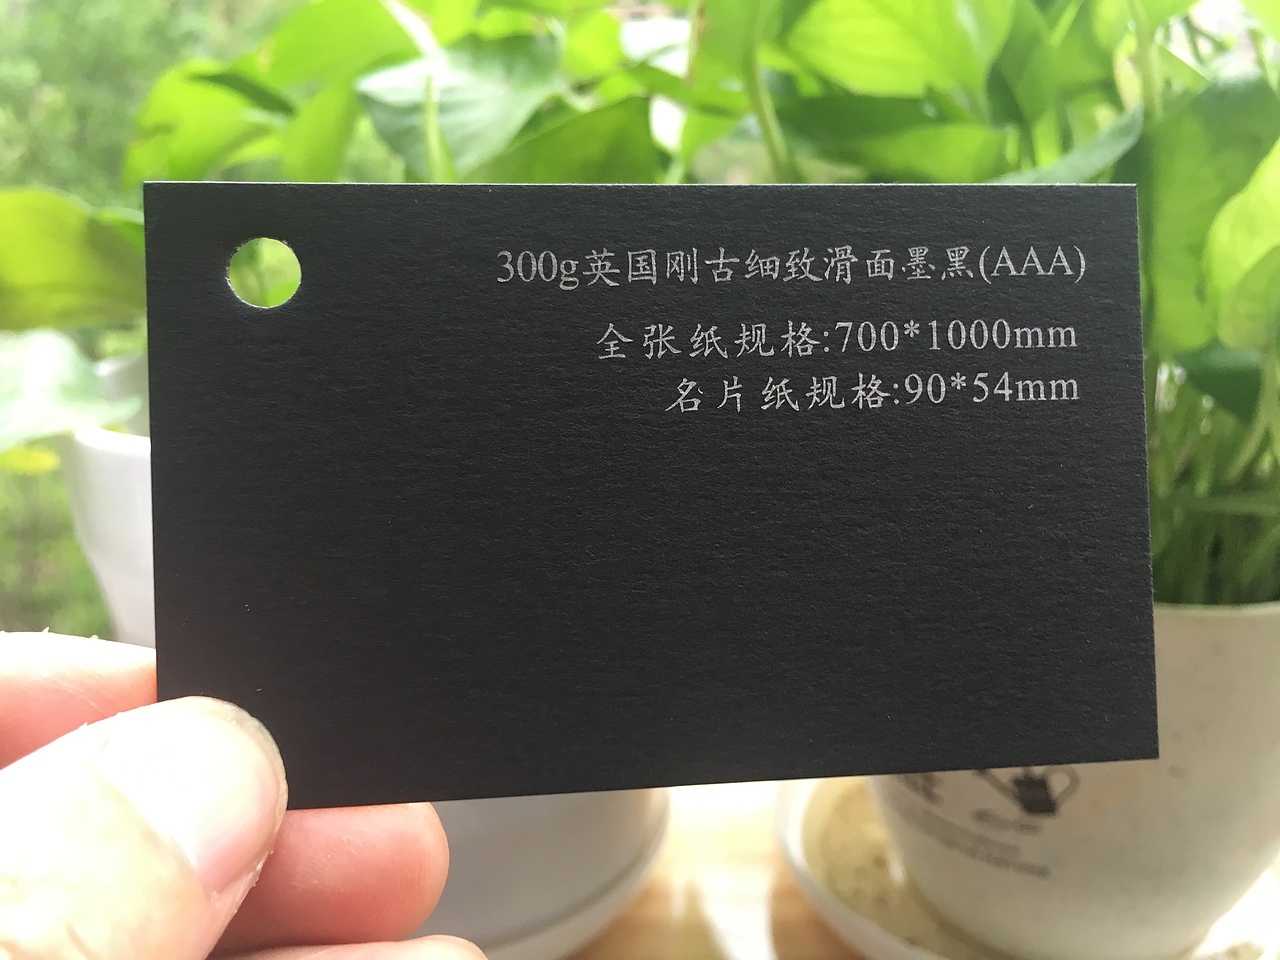 300g英国刚古细致滑面墨黑(AAA)
全张纸规格:700*1000mm
名片纸规格:90*54mm